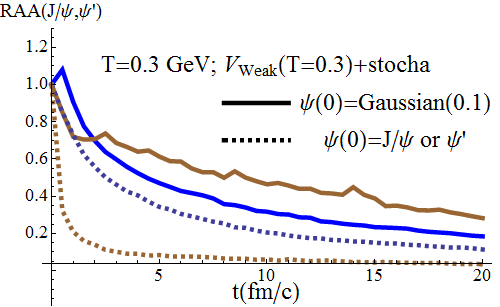 RAA(J/ψ,ψ')
T=0.3 GeV; V_Weak(T=0.3)+stocha
ψ(0)=Gaussian(0.1)
ψ(0)=J/ψ or ψ'
1.2
1.0
0.8
0.6
0.4
0.2
5 10 15 20
t(fm/c)